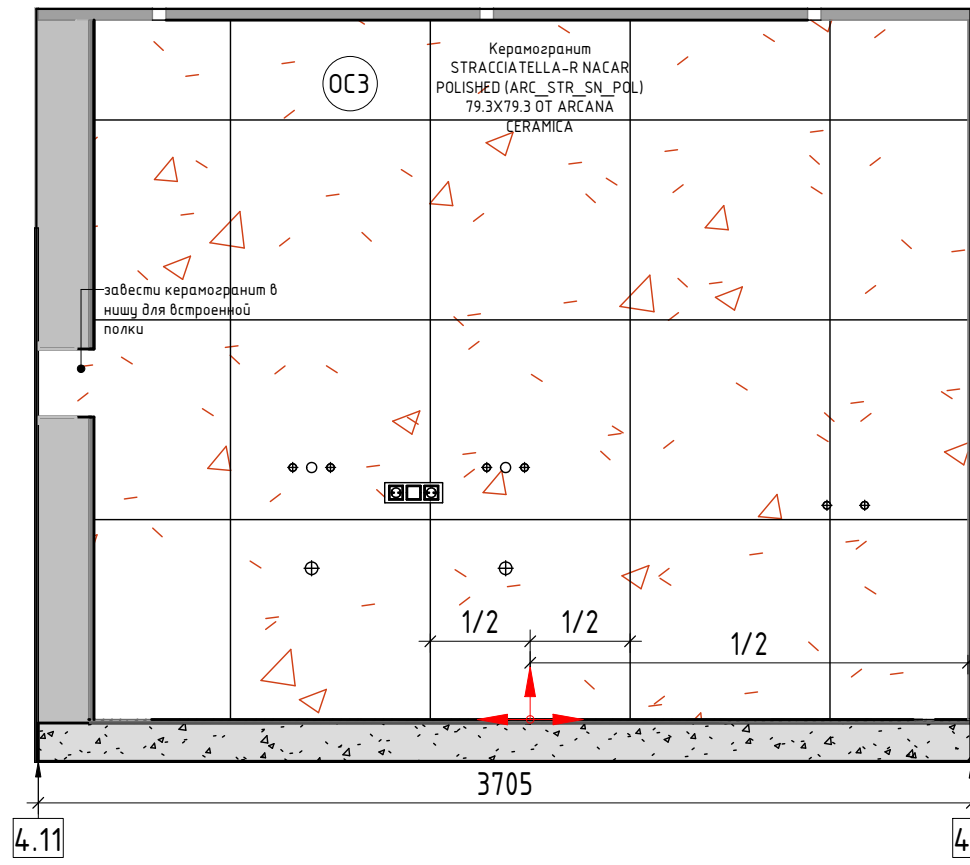 Керамогранит
STRACCIATELLA-R NACAR
POLISHED (ARC_STR_SN_POL)
79.3X79.3 ОТ ARCANA
CERAMICA
ОС3
завести керамогранит в
нишу для встроенной
полки
1/2
1/2
1/2
3705
4.11
4